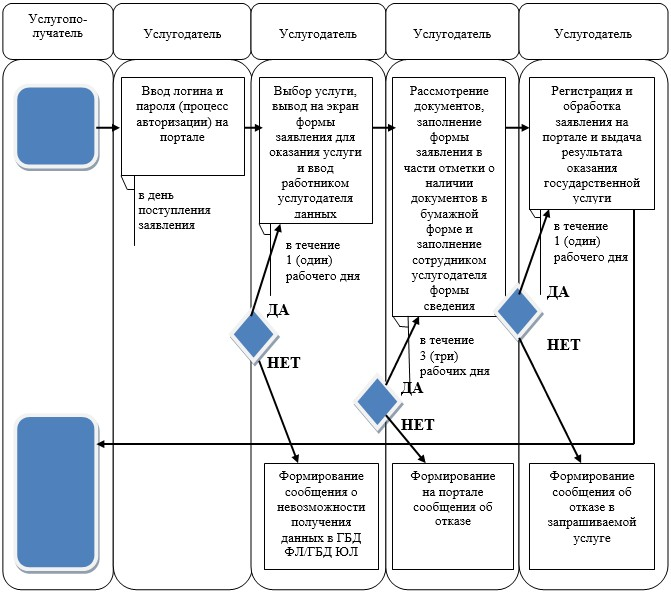 Услугопо-
лучатель
Услугодатель
Услугодатель
Услугодатель
Услугодатель
Ввод логина и
пароля (процесс
авторизации) на
портале
в день
поступления
заявления
Выбор услуги,
вывод на экран
формы
заявления для
оказания услуги
и ввод
работником
услугодателя
данных
в течение
1 (один)
рабочего дня
ДА
НЕТ
Рассмотрение
документов,
заполнение
формы
заявления в
части отметки о
наличии
документов в
бумажной
форме и
заполнение
сотрудником
услугодателя
формы
сведения
в течение
3 (три)
рабочих дня
ДА
НЕТ
Регистрация и
обработка
заявления на
портале и выдача
результата
оказания
государственной
услуги
в течение
1 (один)
рабочего дня
ДА
НЕТ
Формирование
сообщения о
невозможности
получения
данных в ГБД
ФЛ/ГБД ЮЛ
Формирование
на портале
сообщения об
отказе
Формирование
сообщения об
отказе в
запрашиваемой
услуге